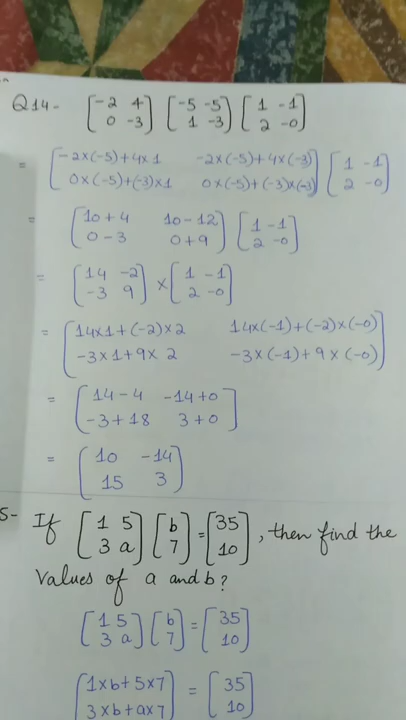 Q14- [-2 4 0 -3] [-5 -5 1 -3] [1 -1 2 -0]
= [-2×(-5)+4×1 -2×(-5)+4×(-3) 0×(-5)+(-3)×1 0×(-5)+(-3)×(-3)] [1 -1 2 -0]
= [10+4 10-12 0-3 0+9] [1 -1 2 -0]
= [14 -2 -3 9] × [1 -1 2 -0]
= [14×1+(-2)×2 14×(-1)+(-2)×(-0) -3×1+9×2 -3×(-1)+9×(-0)]
= [14-4 -14+0 -3+18 3+0]
= [10 -14 15 3]
5- If [1 5 3 a] [b 7] = [35 10], then find the
values of a and b?
[1 5 3 a] [b 7] = [35 10]
[1×b+5×7 3×b+a×7] = [35 10]